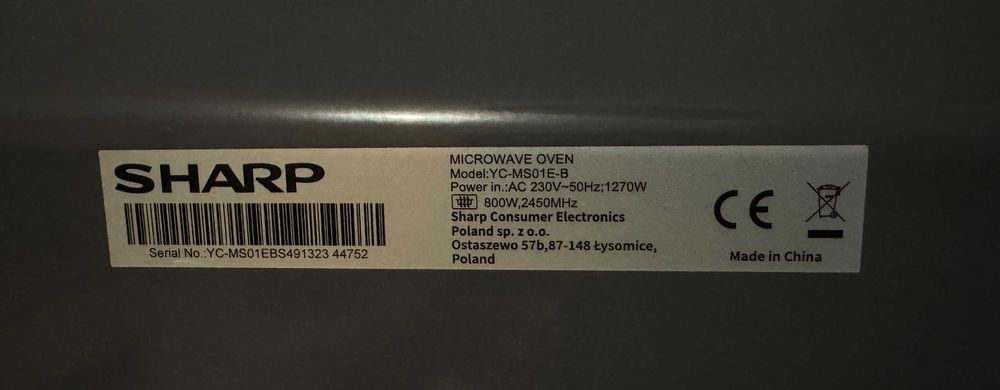 SHARP
Serial No.:YC-MS01EBS491323 44752
MICROWAVE OVEN
Model:YC-MS01E-B
Power in.:AC 230V~50Hz;1270W
800W,2450MHz
Sharp Consumer Electronics
Poland sp. z o.o.
Ostaszewo 57b,87-148 Łysomice,
Poland
CE
Made in China